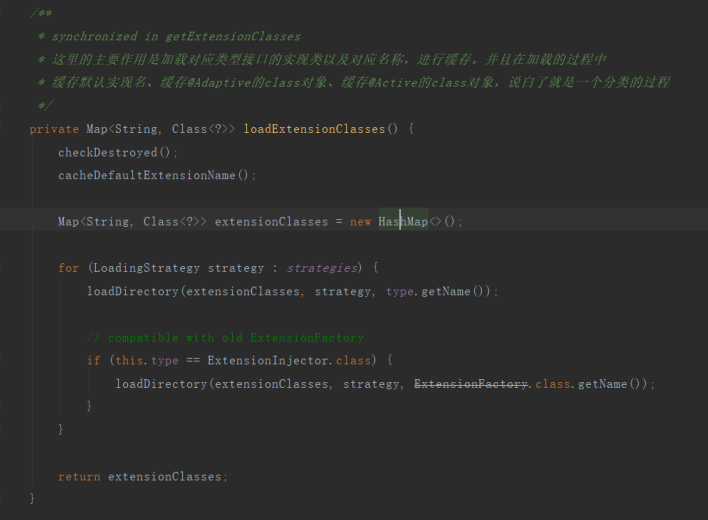 /**
 * synchronized in getExtensionClasses
 * 这里的主要作用是加载对应类型接口的实现类以及对应名称，进行缓存。并且在加载的过程中
 * 缓存默认实现名、缓存@Adaptive的class对象、缓存@Active的class对象，说白了就是一个分类的过程
 */
private Map<String, Class<?>> loadExtensionClasses() {
    checkDestroyed();
    cacheDefaultExtensionName();

    Map<String, Class<?>> extensionClasses = new HashMap<>();

    for (LoadingStrategy strategy : strategies) {
        loadDirectory(extensionClasses, strategy, type.getName());

        // compatible with old ExtensionFactory
        if (this.type == ExtensionInjector.class) {
            loadDirectory(extensionClasses, strategy, ExtensionFactory.class.getName());
        }
    }

    return extensionClasses;
}